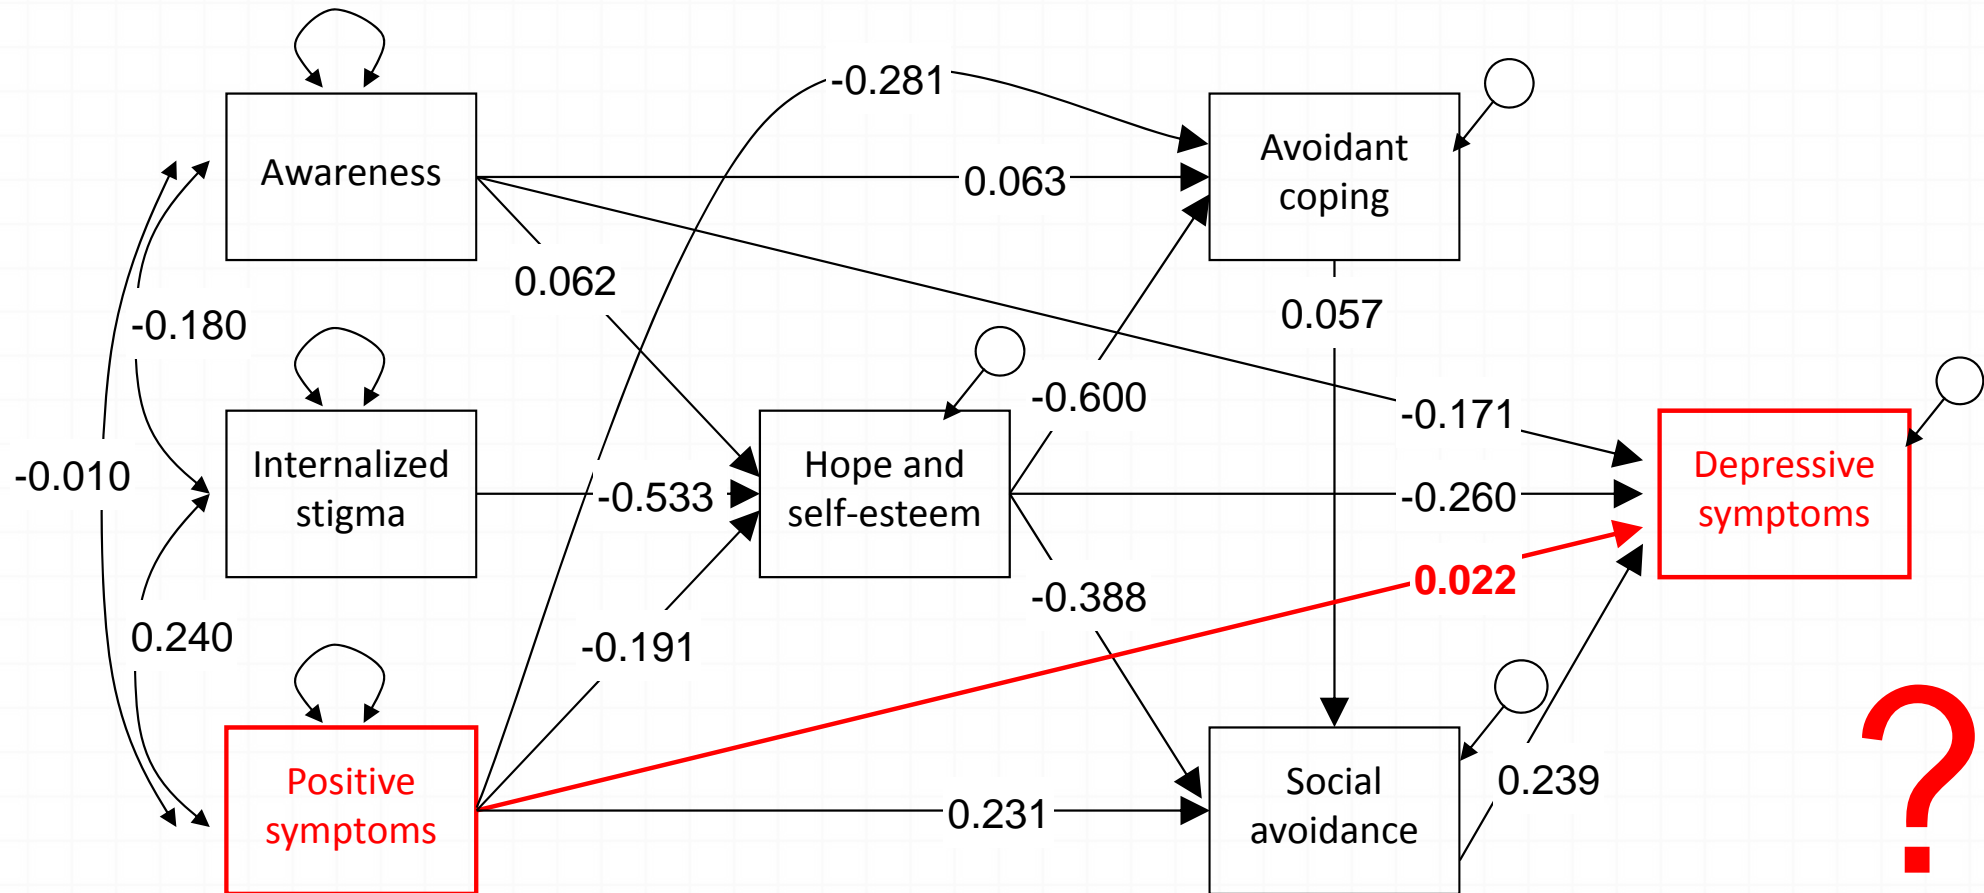 -0.281
Awareness
0.063
Avoidant
coping
0.062
-0.180
0.057
-0.600
-0.171
-0.010
Internalized
stigma
-0.533
Hope and
self-esteem
-0.260
Depressive
symptoms
0.022
-0.388
0.240
-0.191
Positive
symptoms
0.231
Social
avoidance
0.239
?